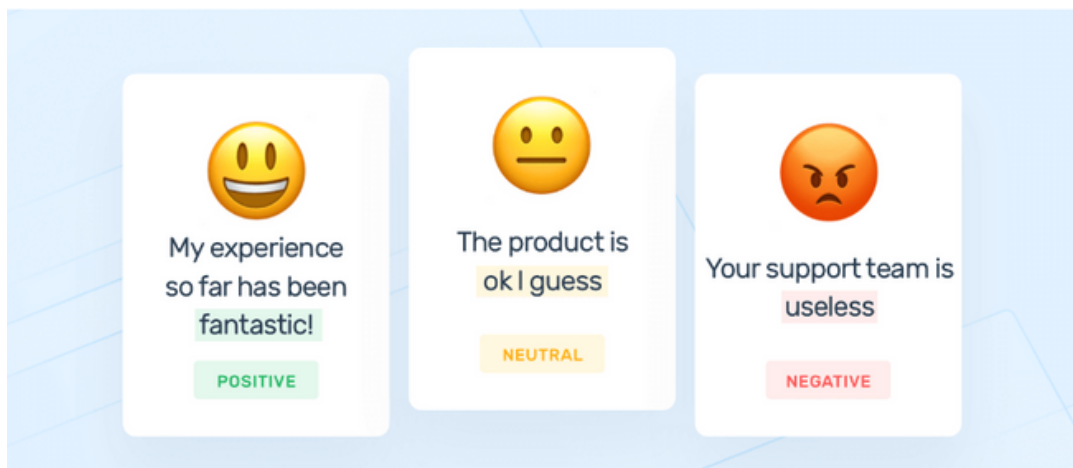 My experience
so far has been
fantastic!
POSITIVE
The product is
ok I guess
NEUTRAL
Your support team is
useless
NEGATIVE